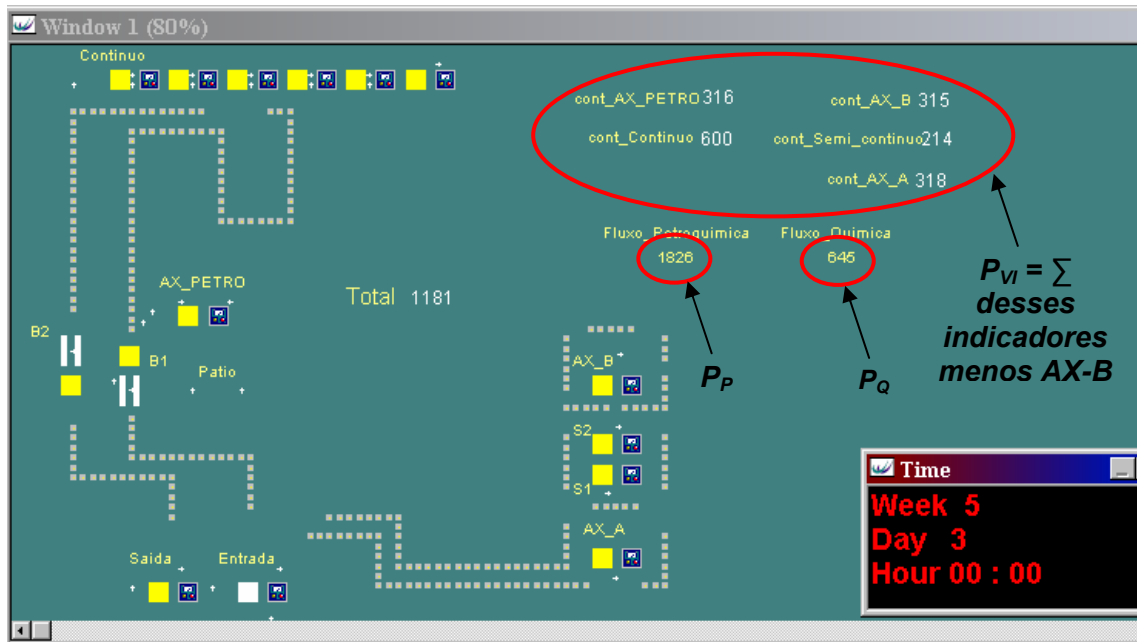 Window 1 (80%)
Continuo
cont_AX_PETRO 316
cont_AX_B 315
cont_Continuo 600
cont_Semi_continuo 214
cont_AX_A 318
Fluxo_Petroquimica
Fluxo_Quimica
1826
645
AX_PETRO
Total 1181
P_VI = ∑
desses
indicadores
menos AX-B
B2
B1
Patio
AX_B
P_P
P_Q
S2
S1
Time
Week 5
Day 3
Hour 00 : 00
AX_A
Saida
Entrada